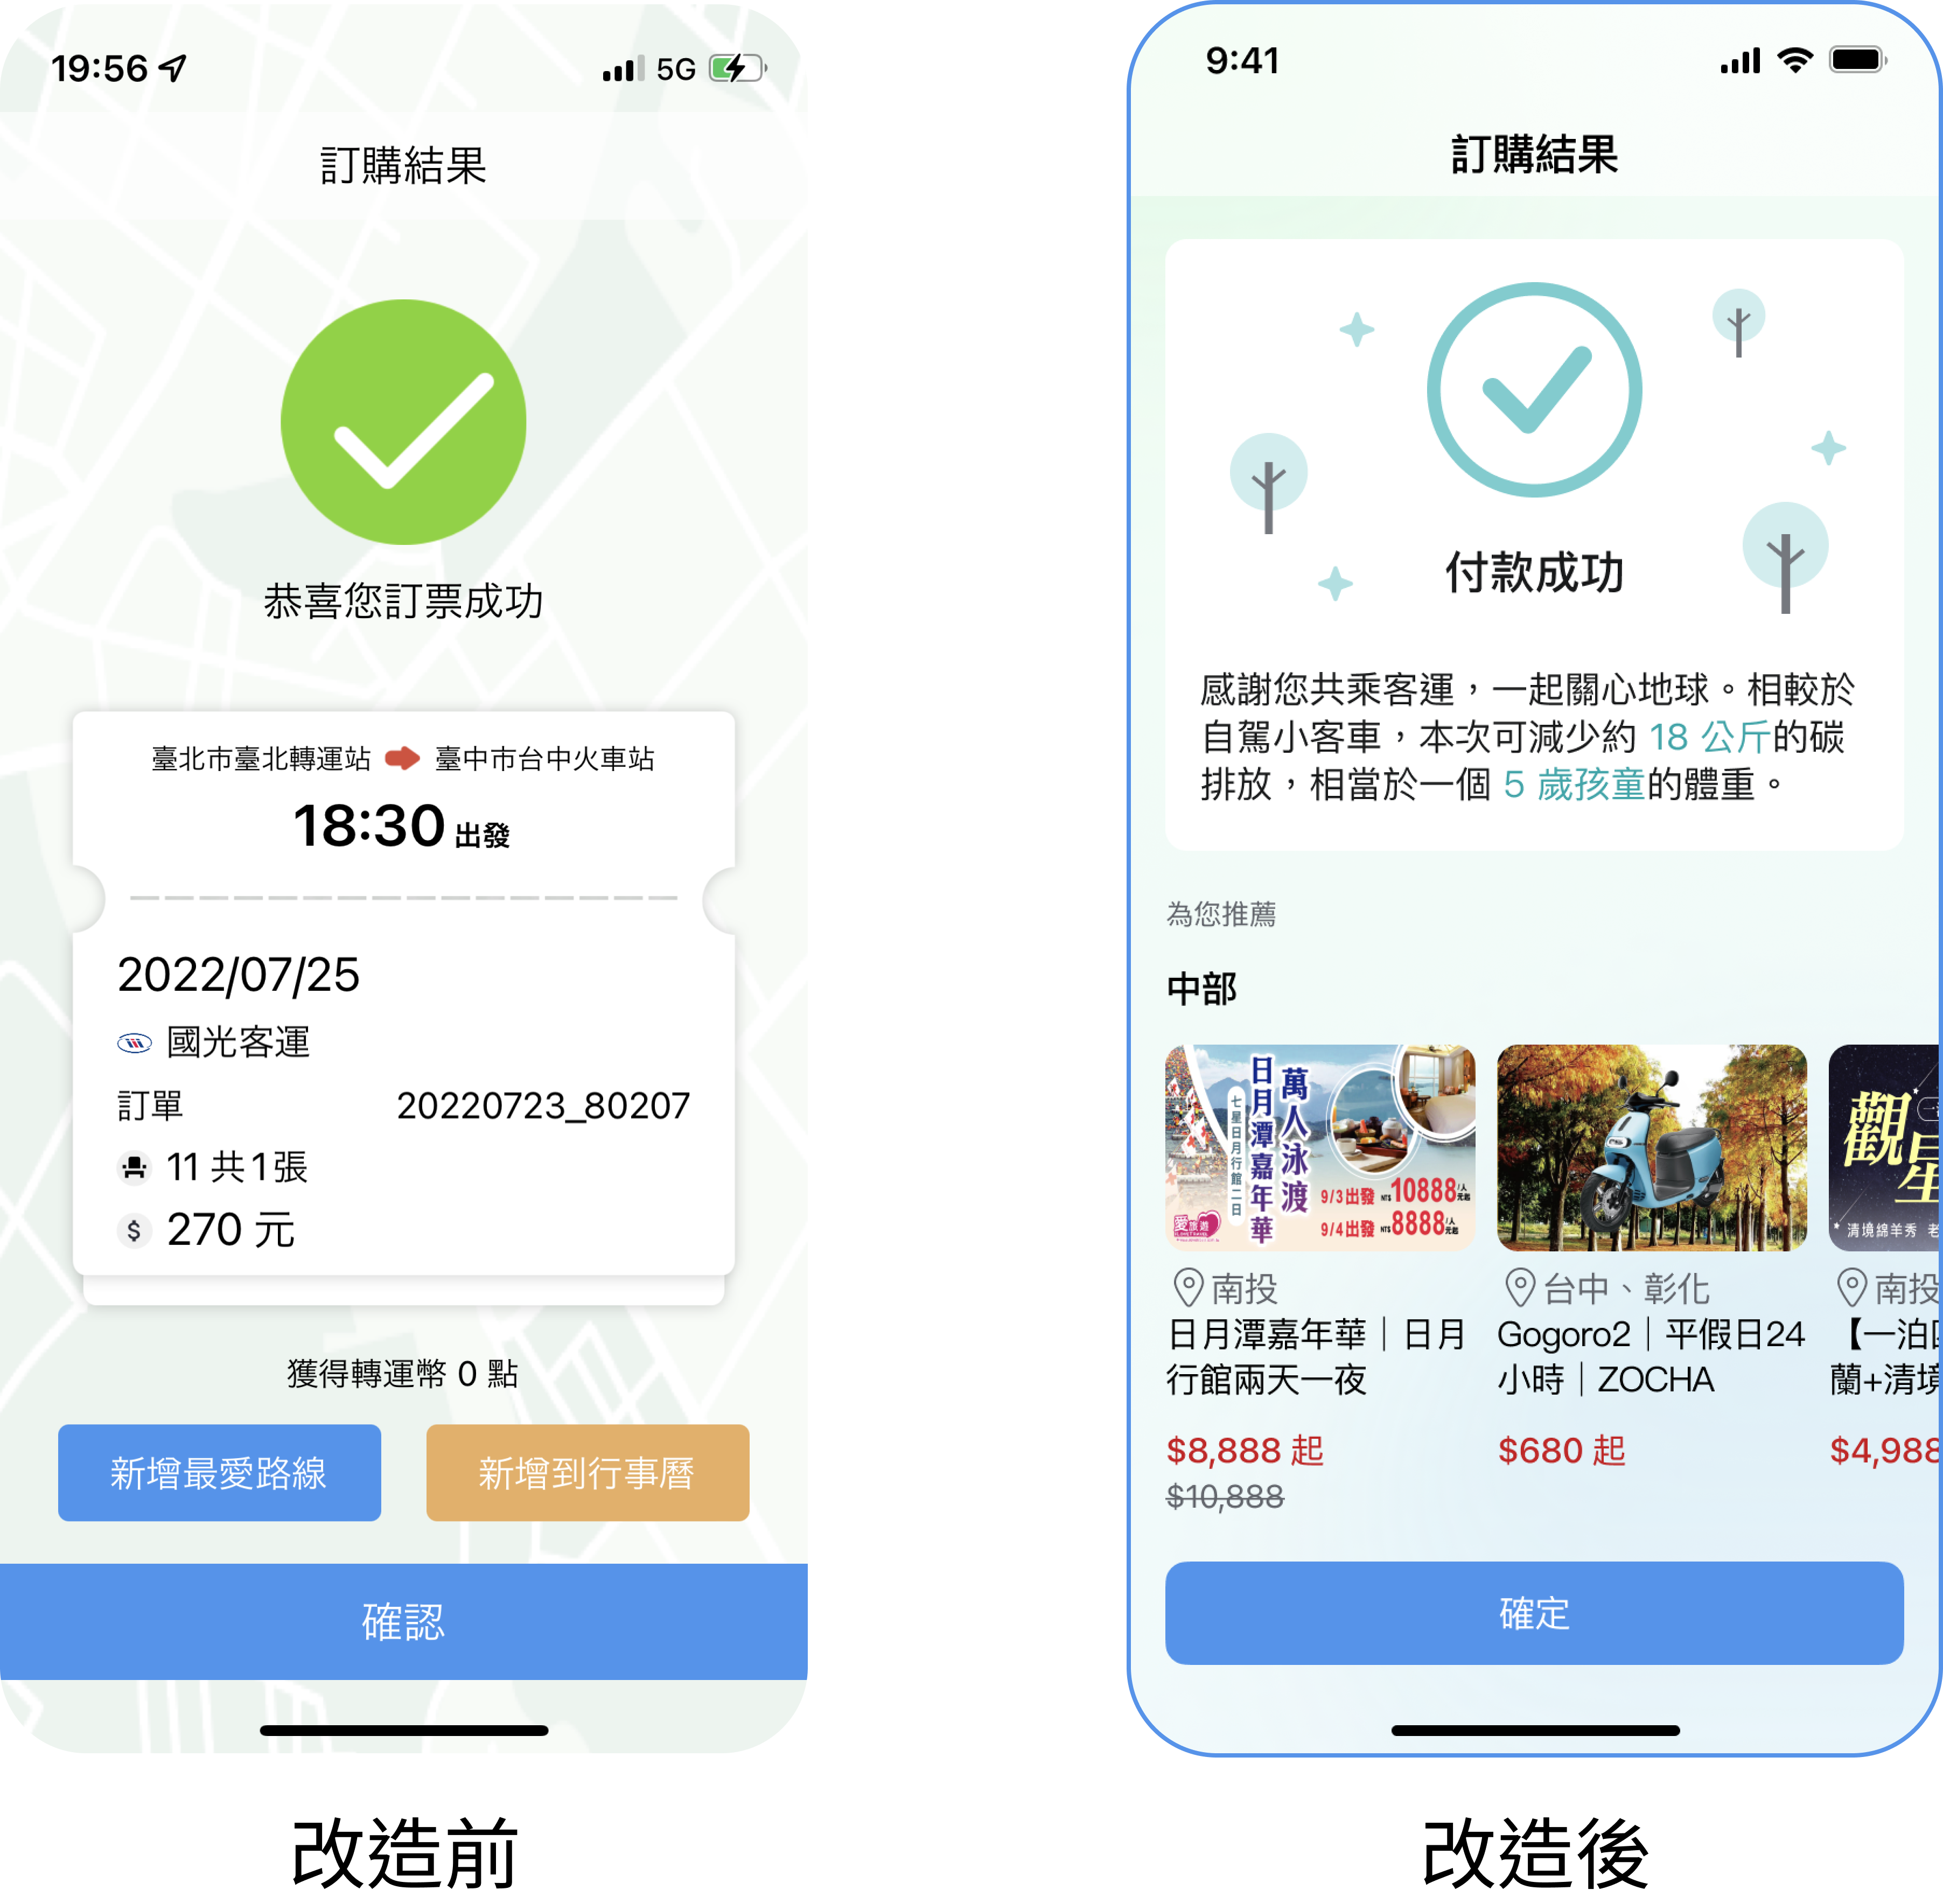 19:56
5G
訂購結果
恭喜您訂票成功
臺北市臺北轉運站 臺中市台中火車站
18:30 出發
2022/07/25
國光客運
訂單 20220723_80207
11 共1張
$ 270 元
獲得轉運幣 0 點
新增最愛路線
新增到行事曆
確認
改造前
9:41
訂購結果
付款成功
感謝您共乘客運，一起關心地球。相較於
自駕小客車，本次可減少約 18 公斤的碳
排放，相當於一個 5 歲孩童的體重。
為您推薦
中部
萬人泳渡
日月潭嘉年華
七星日月行館二日
9/3出發 NT$10888/人 元起
9/4出發 NT$8888/人 元起
愛旅遊
觀星
清境綿羊秀 老
南投
日月潭嘉年華｜日月
行館兩天一夜
$8,888 起
$10,888
台中、彰化
Gogoro2｜平假日24
小時｜ZOCHA
$680 起
南投
【一泊
蘭+清境
$4,988
確定
改造後